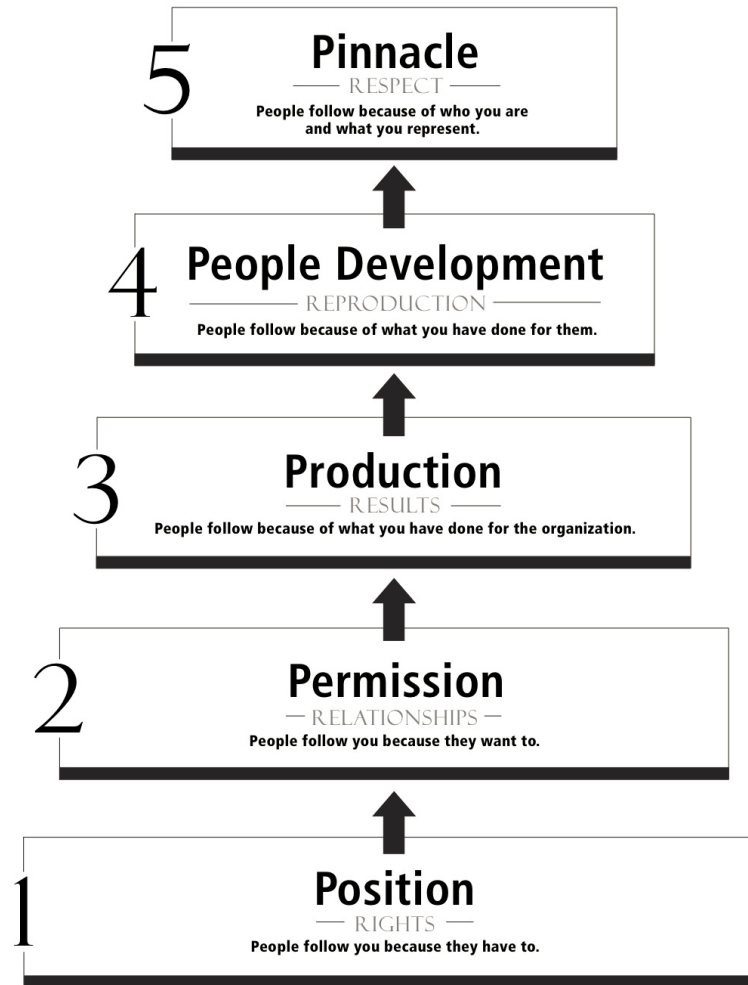 5
Pinnacle
RESPECT
People follow because of who you are
and what you represent.
4
People Development
REPRODUCTION
People follow because of what you have done for them.
3
Production
RESULTS
People follow because of what you have done for the organization.
2
Permission
RELATIONSHIPS
People follow you because they want to.
1
Position
RIGHTS
People follow you because they have to.